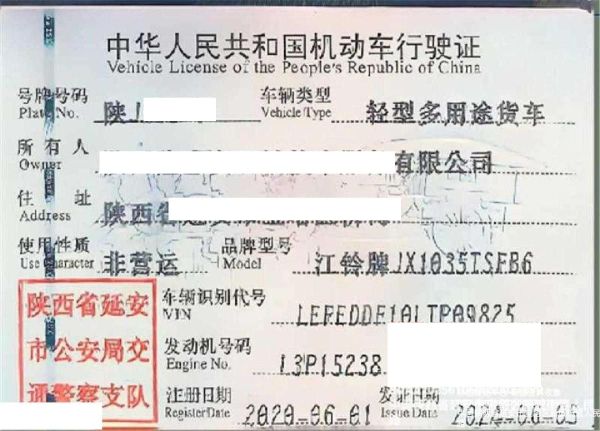 中华人民共和国机动车行驶证
Vehicle License of the People's Republic of China
号牌号码 陕J 车辆类型 轻型多用途货车
Plate No. Vehicle Type
所有人 有限公司
Owner
住址 陕西省延
Address
使用性质 非营运 品牌型号 江铃牌JX1035TSFB6
Use Character Model
陕西省延安
市公安局交
通警察支队
车辆识别代号 LEFEDDE10LTP09825
VIN
发动机号码 L3P15238
Engine No.
注册日期 2020-06-01 发证日期
Register Date Issue Date